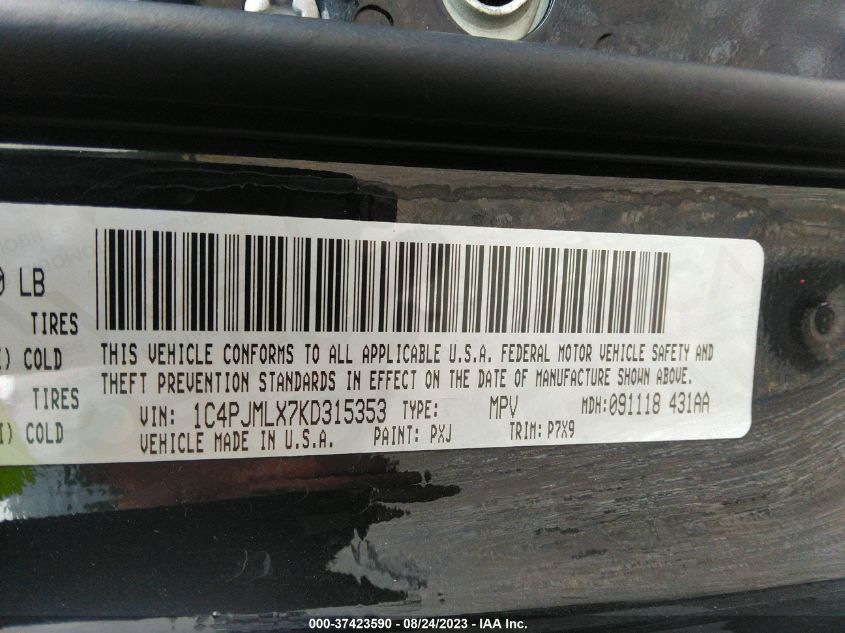 LB
TIRES
COLD
TIRES
COLD
THIS VEHICLE CONFORMS TO ALL APPLICABLE U.S.A. FEDERAL MOTOR VEHICLE SAFETY AND
THEFT PREVENTION STANDARDS IN EFFECT ON THE DATE OF MANUFACTURE SHOWN ABOVE.
VIN: 1C4PJMLX7KD315353 TYPE: MPV MDH:091118 431AA
VEHICLE MADE IN U.S.A. PAINT: PXJ TRIM: P7X9
000-37423590 - 08/24/2023 - IAA Inc.